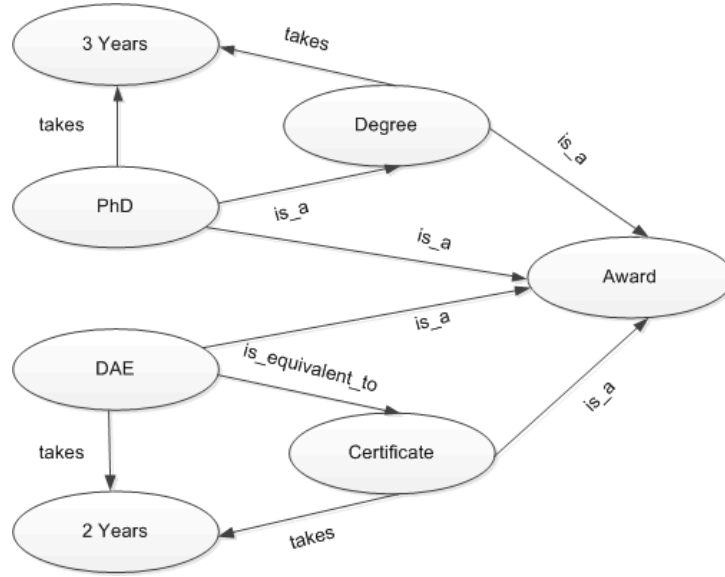 3 Years
takes
Degree
is_a
takes
PhD
is_a
is_a
Award
is_a
DAE
is_equivalent_to
is_a
takes
Certificate
2 Years
takes